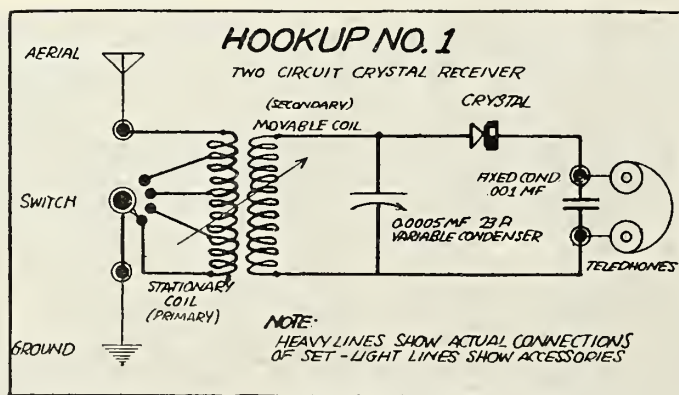 HOOKUP NO. 1
TWO CIRCUIT CRYSTAL RECEIVER
AERIAL
(SECONDARY)
MOVABLE COIL
CRYSTAL
SWITCH
FIXED COND
.001 MF
0.0005 MF 23 P
VARIABLE CONDENSER
TELEPHONES
STATIONARY
COIL
(PRIMARY)
GROUND
NOTE:
HEAVY LINES SHOW ACTUAL CONNECTIONS
OF SET - LIGHT LINES SHOW ACCESSORIES